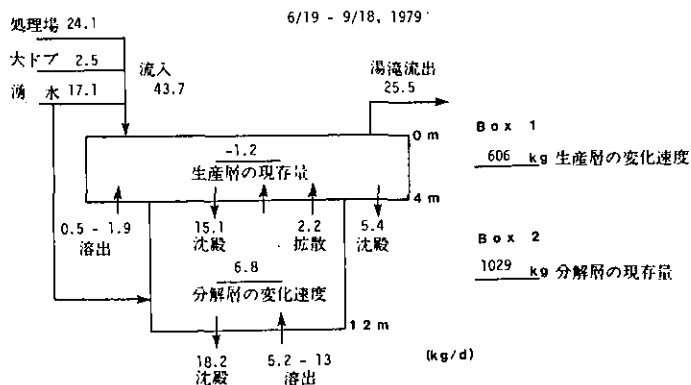 6/19 - 9/18, 1979
処理場 24.1
大ドブ 2.5
湧 水 17.1
流入
43.7
湯滝流出
25.5
0 m
-1.2
生産層の現存量
4 m
0.5 - 1.9
溶出
15.1
沈殿
2.2
拡散
5.4
沈殿
6.8
分解層の変化速度
12 m
18.2
沈殿
5.2 - 13
溶出
(kg/d)
Box 1
606 kg 生産層の変化速度
Box 2
1029 kg 分解層の現存量